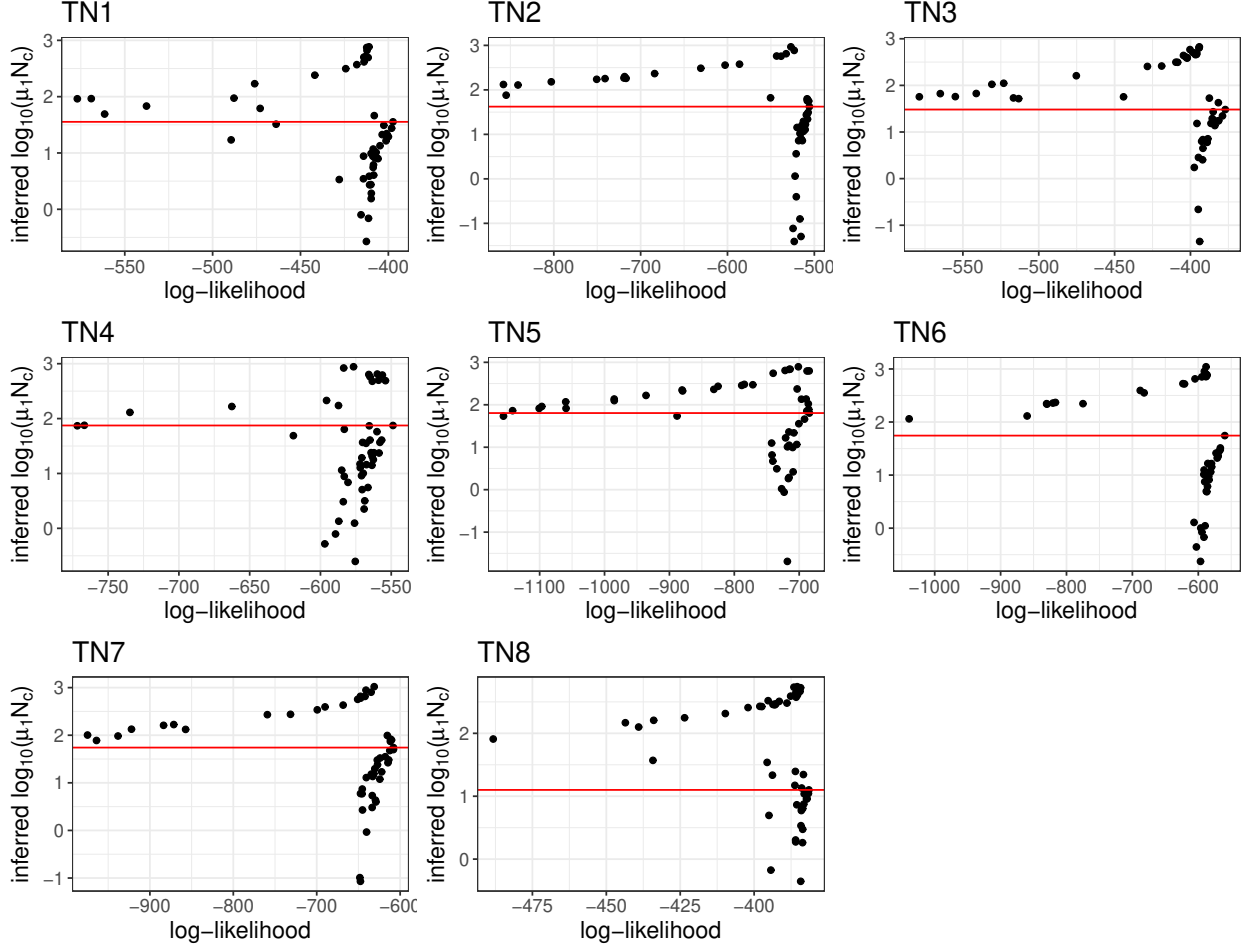 TN1
TN2
TN3
inferred log10(μ1Nc)
3
2
1
0
−550
−500
−450
−400
log−likelihood
inferred log10(μ1Nc)
3
2
1
0
−1
−800
−700
−600
−500
log−likelihood
inferred log10(μ1Nc)
3
2
1
0
−1
−550
−500
−450
−400
log−likelihood
TN4
TN5
TN6
inferred log10(μ1Nc)
3
2
1
0
−750
−700
−650
−600
−550
log−likelihood
inferred log10(μ1Nc)
3
2
1
0
−1
−1100
−1000
−900
−800
−700
log−likelihood
inferred log10(μ1Nc)
3
2
1
0
−1000
−900
−800
−700
−600
log−likelihood
TN7
TN8
inferred log10(μ1Nc)
3
2
1
0
−1
−900
−800
−700
−600
log−likelihood
inferred log10(μ1Nc)
2
1
0
−475
−450
−425
−400
log−likelihood